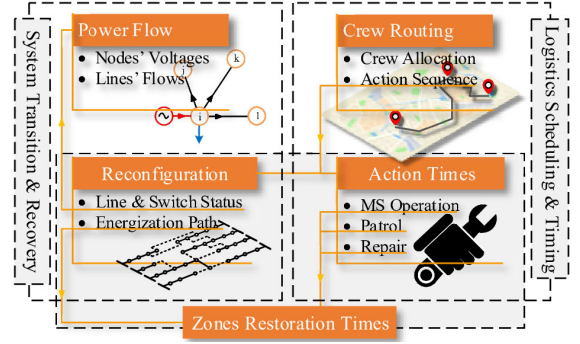 System Transition & Recovery
Power Flow
• Nodes' Voltages
• Lines' Flows
j
k
i
l
Crew Routing
• Crew Allocation
• Action Sequence
Logistics Scheduling & Timing
Reconfiguration
• Line & Switch Status
• Energization Path
Action Times
• MS Operation
• Patrol
• Repair
Zones Restoration Times